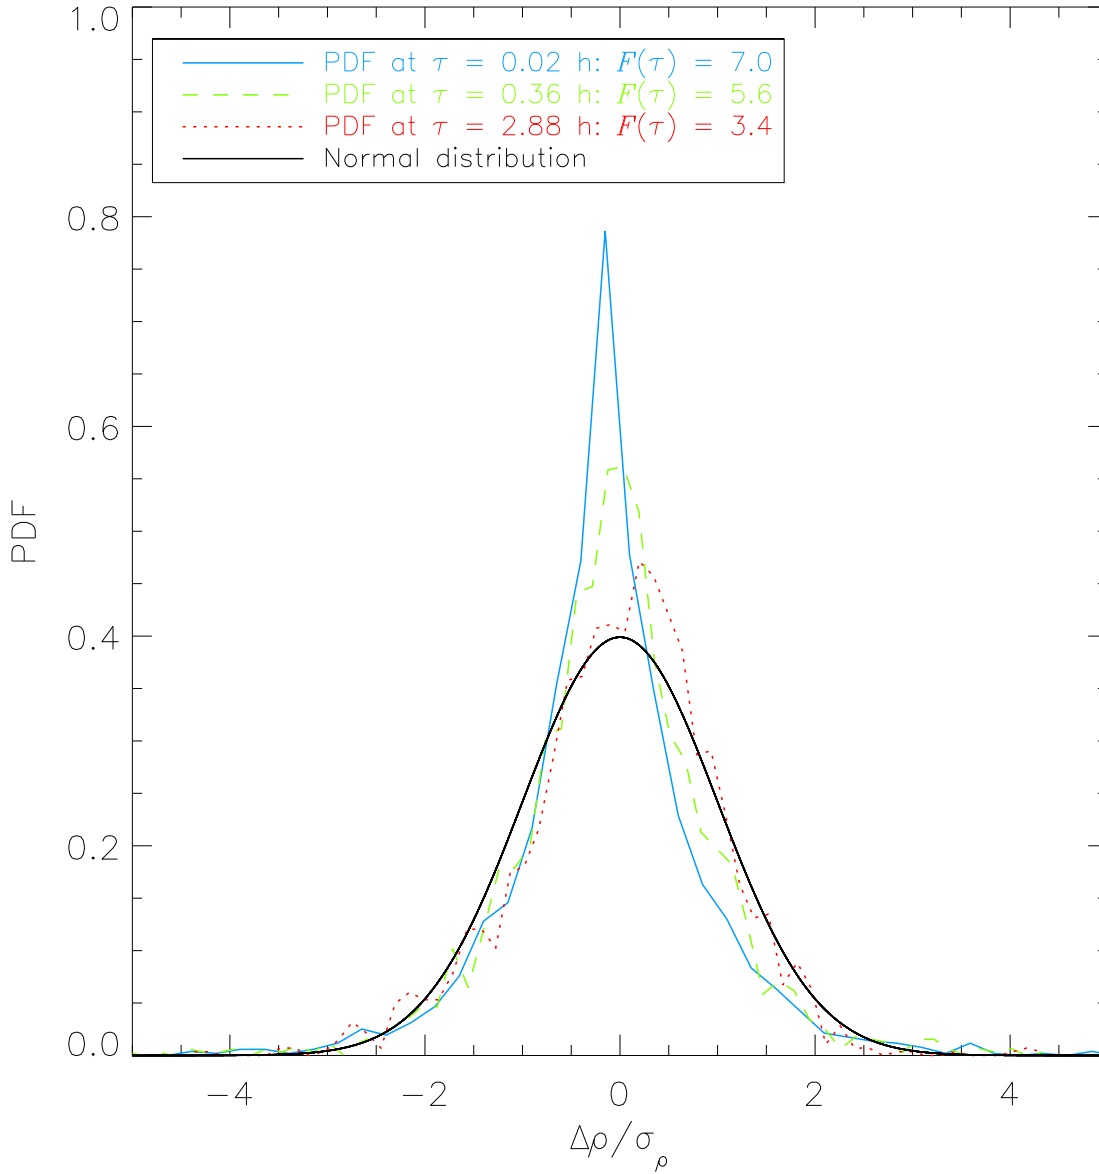 1.0
PDF at τ = 0.02 h: F(τ) = 7.0
PDF at τ = 0.36 h: F(τ) = 5.6
PDF at τ = 2.88 h: F(τ) = 3.4
Normal distribution
0.8
0.6
PDF
0.4
0.2
0.0
−4 −2 0 2 4
Δρ/σρ